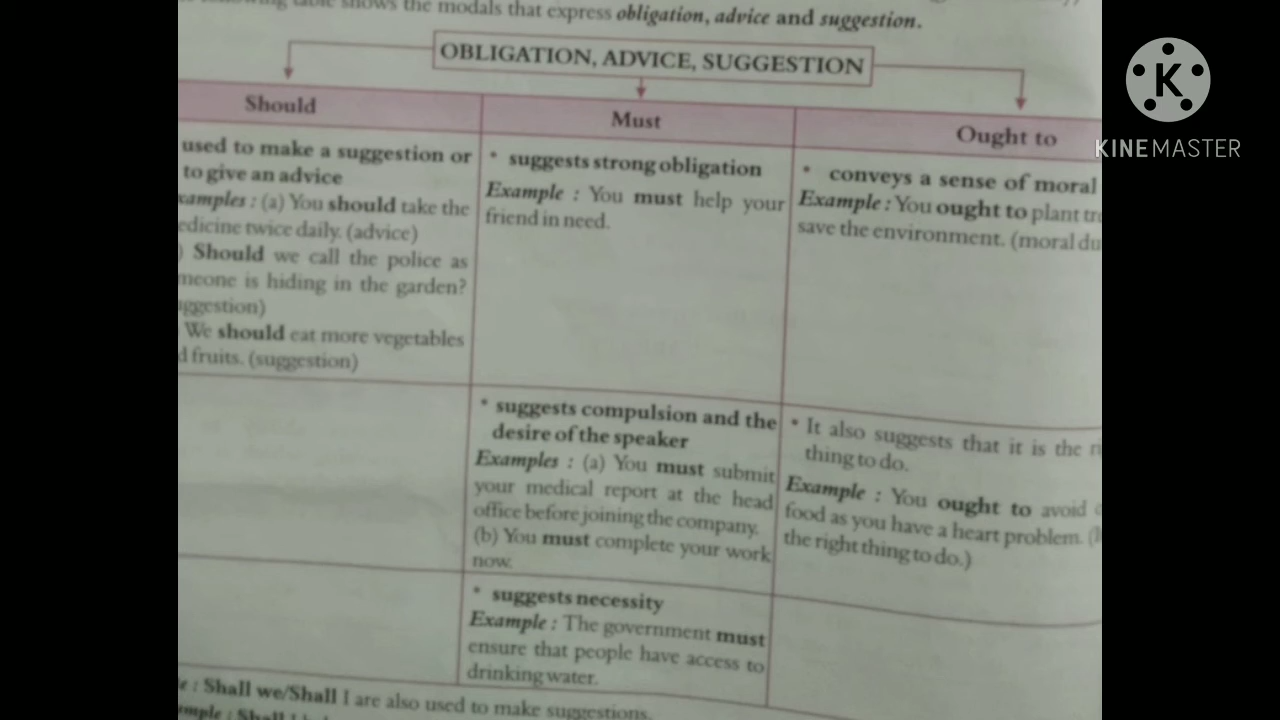 following table shows the modals that express obligation, advice and suggestion.
OBLIGATION, ADVICE, SUGGESTION
Should
used to make a suggestion or
to give an advice
(a) You should take the
twice daily. (advice)
Should we call the police as
is hiding in the garden?
We should eat more vegetables
fruits. (suggestion)
Must
* suggests strong obligation
Example : You must help your
friend in need.
* suggests compulsion and the
desire of the speaker
Examples : (a) You must submit
your medical report at the head
office before joining the company.
(b) You must complete your work
now.
* suggests necessity
Example : The government must
ensure that people have access to
drinking water.
Ought to
* conveys a sense of moral
Example : You ought to plant
save the environment. (moral
* It also suggests that it is the
thing to do.
Example : You ought to avoid
food as you have a heart problem.
the right thing to do.)
: Shall we/Shall I are also used to make suggestions.
: Shall I
K
KINEMASTER